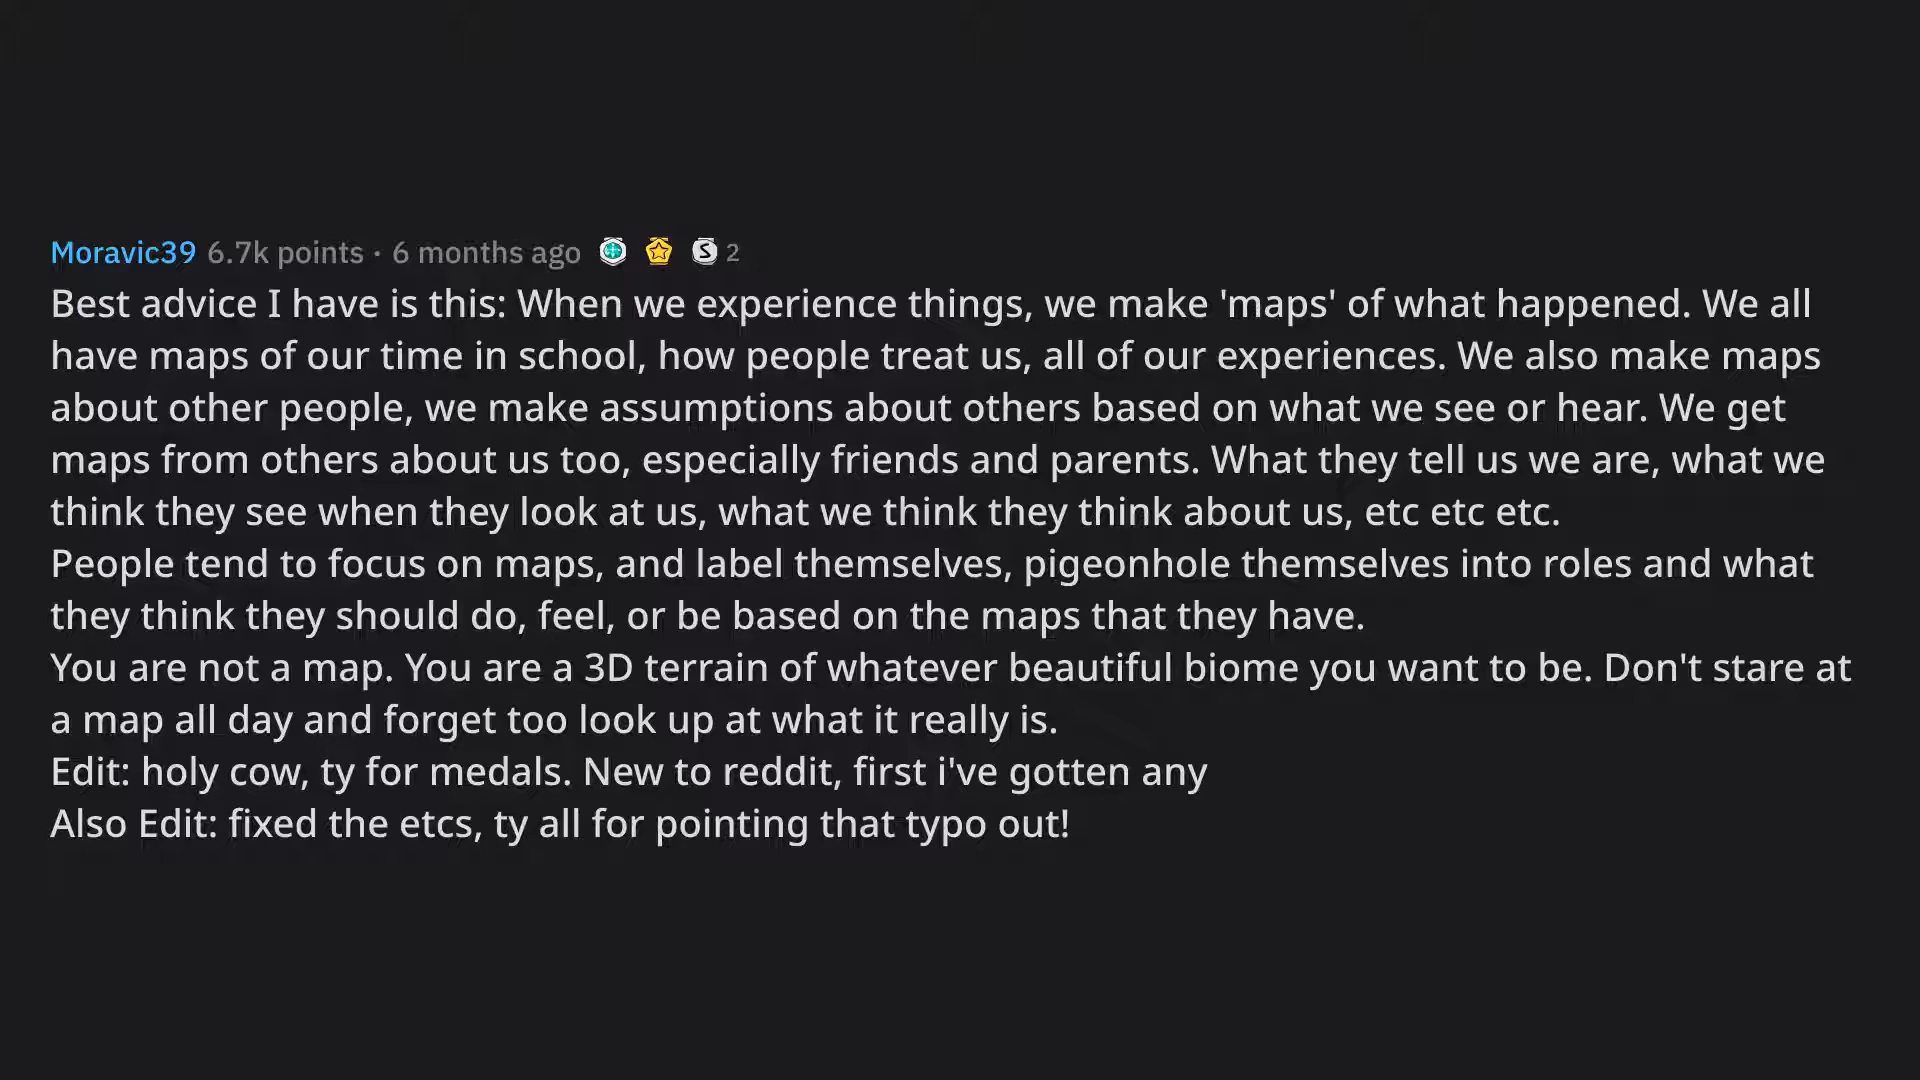 Moravic39 6.7k points · 6 months ago S 2
Best advice I have is this: When we experience things, we make 'maps' of what happened. We all
have maps of our time in school, how people treat us, all of our experiences. We also make maps
about other people, we make assumptions about others based on what we see or hear. We get
maps from others about us too, especially friends and parents. What they tell us we are, what we
think they see when they look at us, what we think they think about us, etc etc etc.
People tend to focus on maps, and label themselves, pigeonhole themselves into roles and what
they think they should do, feel, or be based on the maps that they have.
You are not a map. You are a 3D terrain of whatever beautiful biome you want to be. Don't stare at
a map all day and forget too look up at what it really is.
Edit: holy cow, ty for medals. New to reddit, first i've gotten any
Also Edit: fixed the etcs, ty all for pointing that typo out!